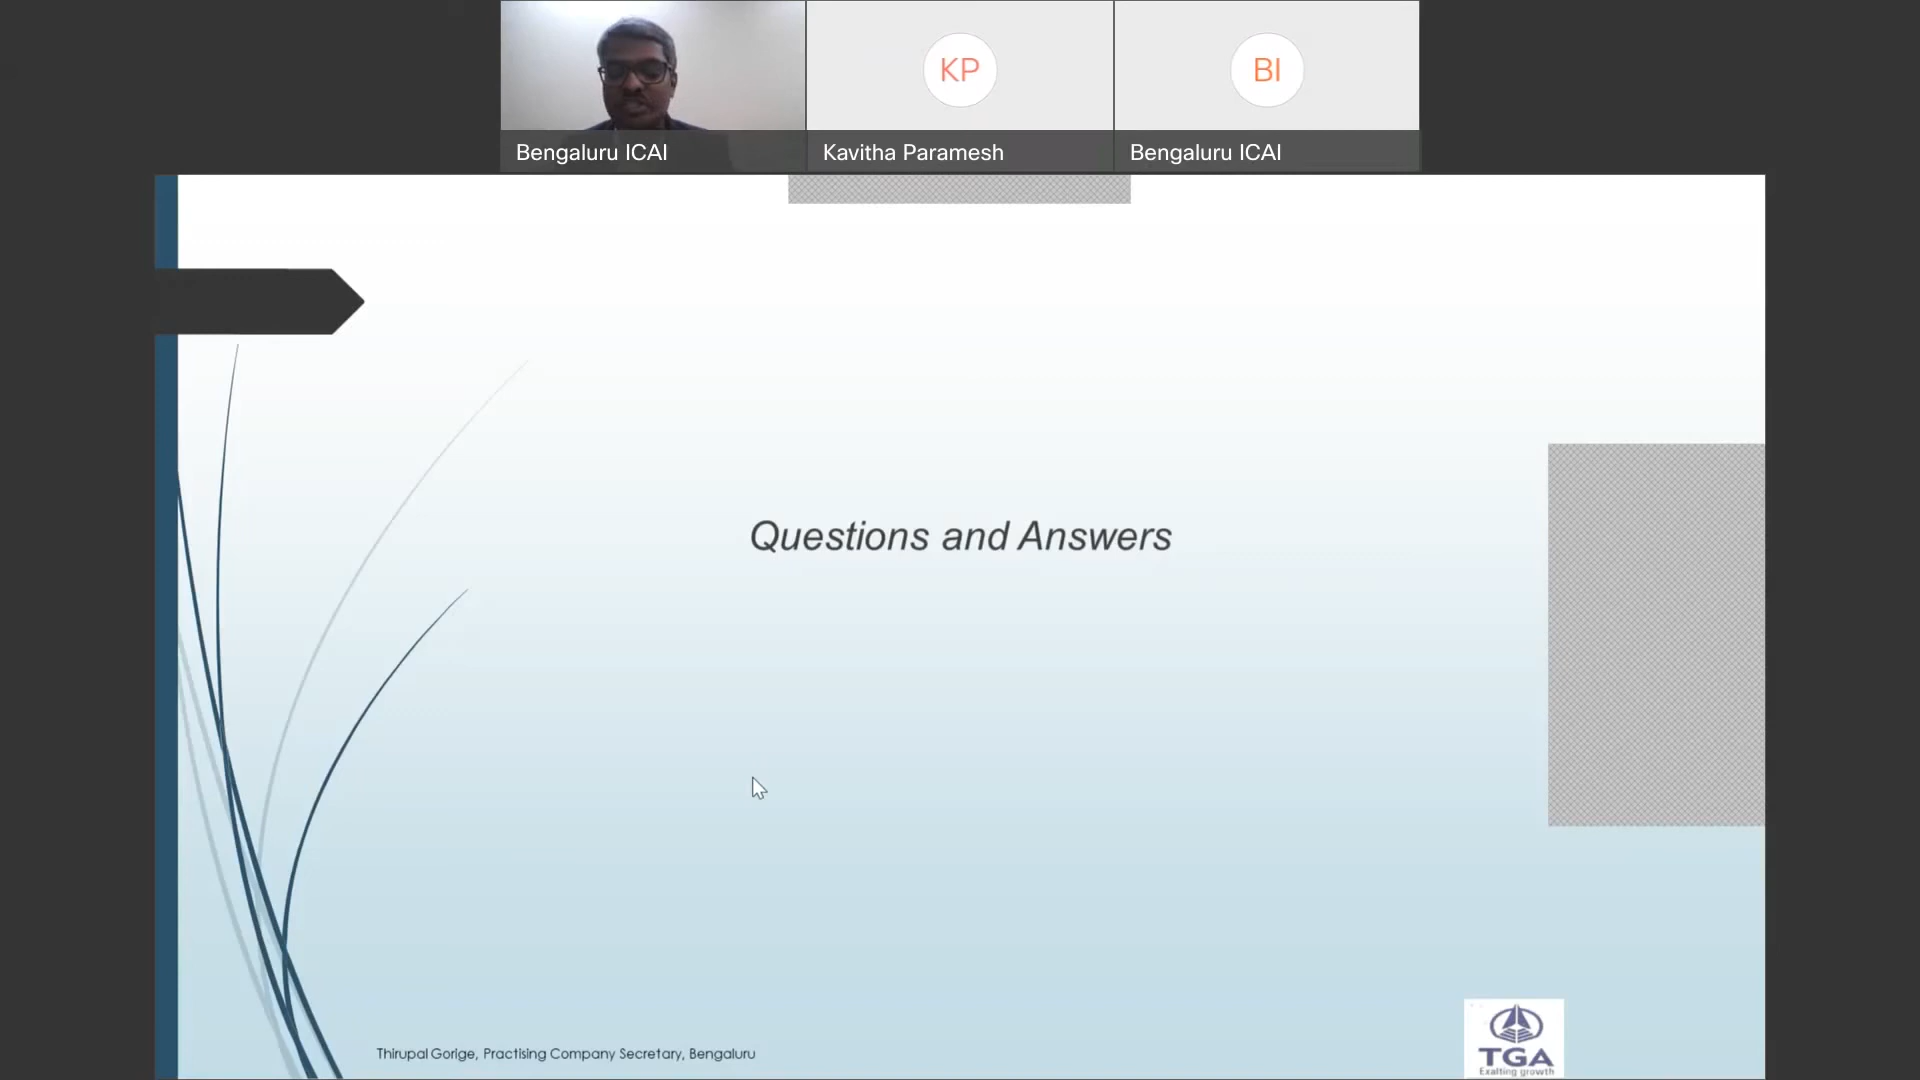 KP
BI
Bengaluru ICAI
Kavitha Paramesh
Bengaluru ICAI
Questions and Answers
Thirupal Gorige, Practising Company Secretary, Bengaluru
TGA
Exalting growth